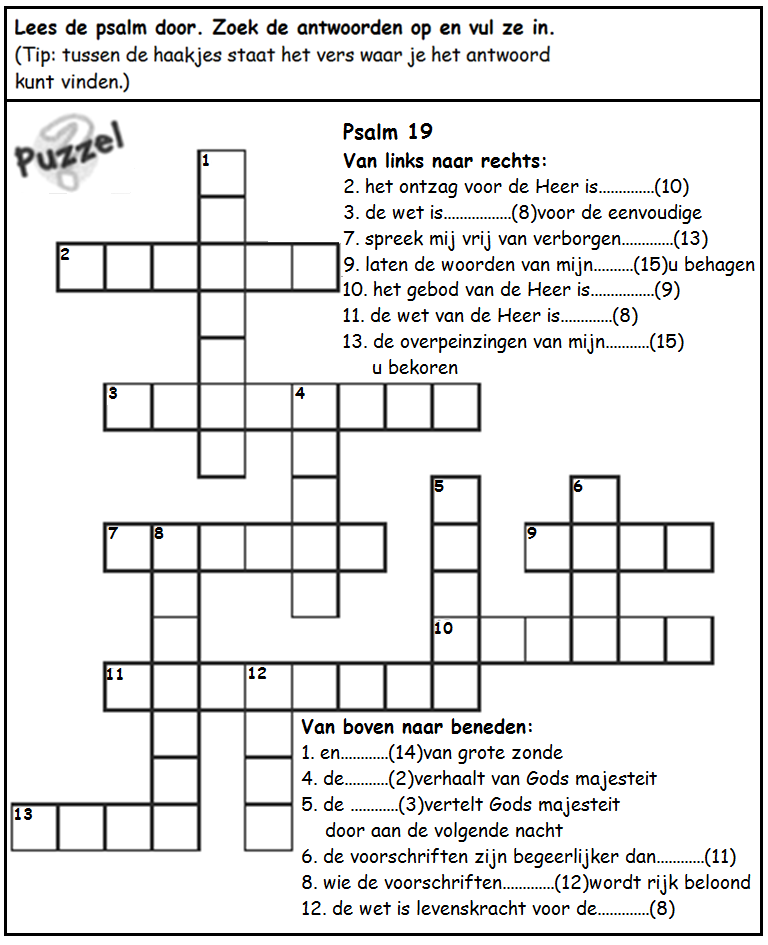 Lees de psalm door. Zoek de antwoorden op en vul ze in.
(Tip: tussen de haakjes staat het vers waar je het antwoord
kunt vinden.)
Puzzel
?
Psalm 19
Van links naar rechts:
2. het ontzag voor de Heer is.............(10)
3. de wet is................(8)voor de eenvoudige
7. spreek mij vrij van verborgen............(13)
9. laten de woorden van mijn.........(15)u behagen
10. het gebod van de Heer is...............(9)
11. de wet van de Heer is............(8)
13. de overpeinzingen van mijn..........(15)
u bekoren
1
2
3
4
5
6
7
8
9
10
11
12
13
Van boven naar beneden:
1. en...........(14)van grote zonde
4. de..........(2)verhaalt van Gods majesteit
5. de ...........(3)vertelt Gods majesteit
door aan de volgende nacht
6. de voorschriften zijn begeerlijker dan...........(11)
8. wie de voorschriften............(12)wordt rijk beloond
12. de wet is levenskracht voor de............(8)